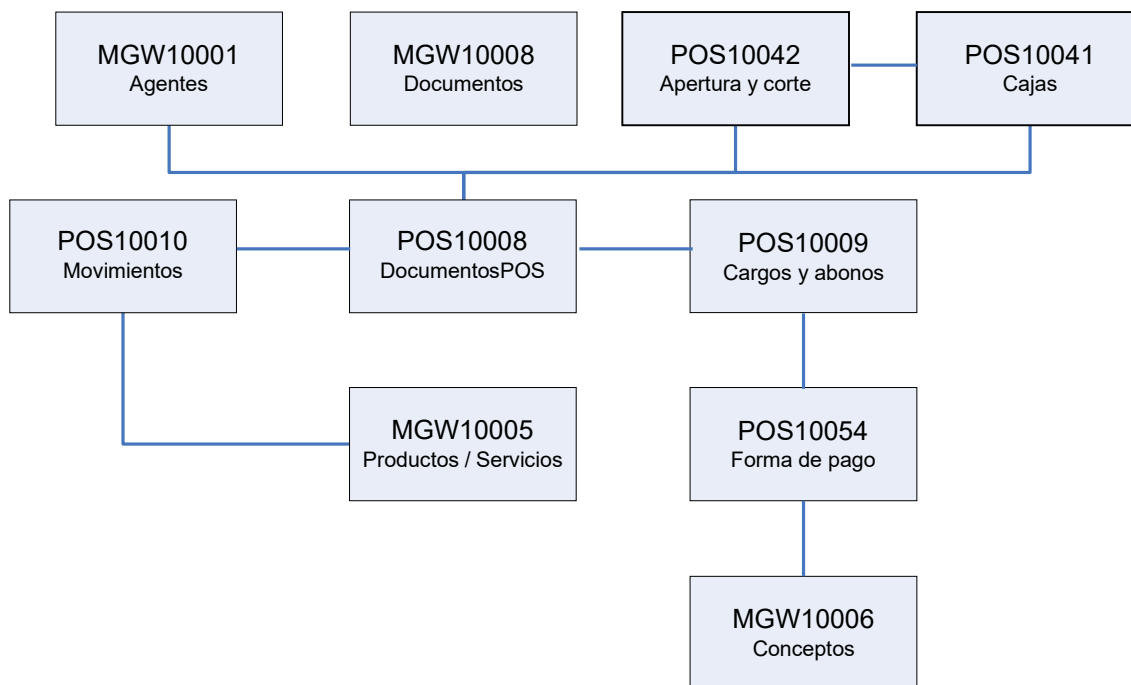 MGW10001
Agentes
MGW10008
Documentos
POS10042
Apertura y corte
POS10041
Cajas
POS10010
Movimientos
POS10008
DocumentosPOS
POS10009
Cargos y abonos
MGW10005
Productos / Servicios
POS10054
Forma de pago
MGW10006
Conceptos